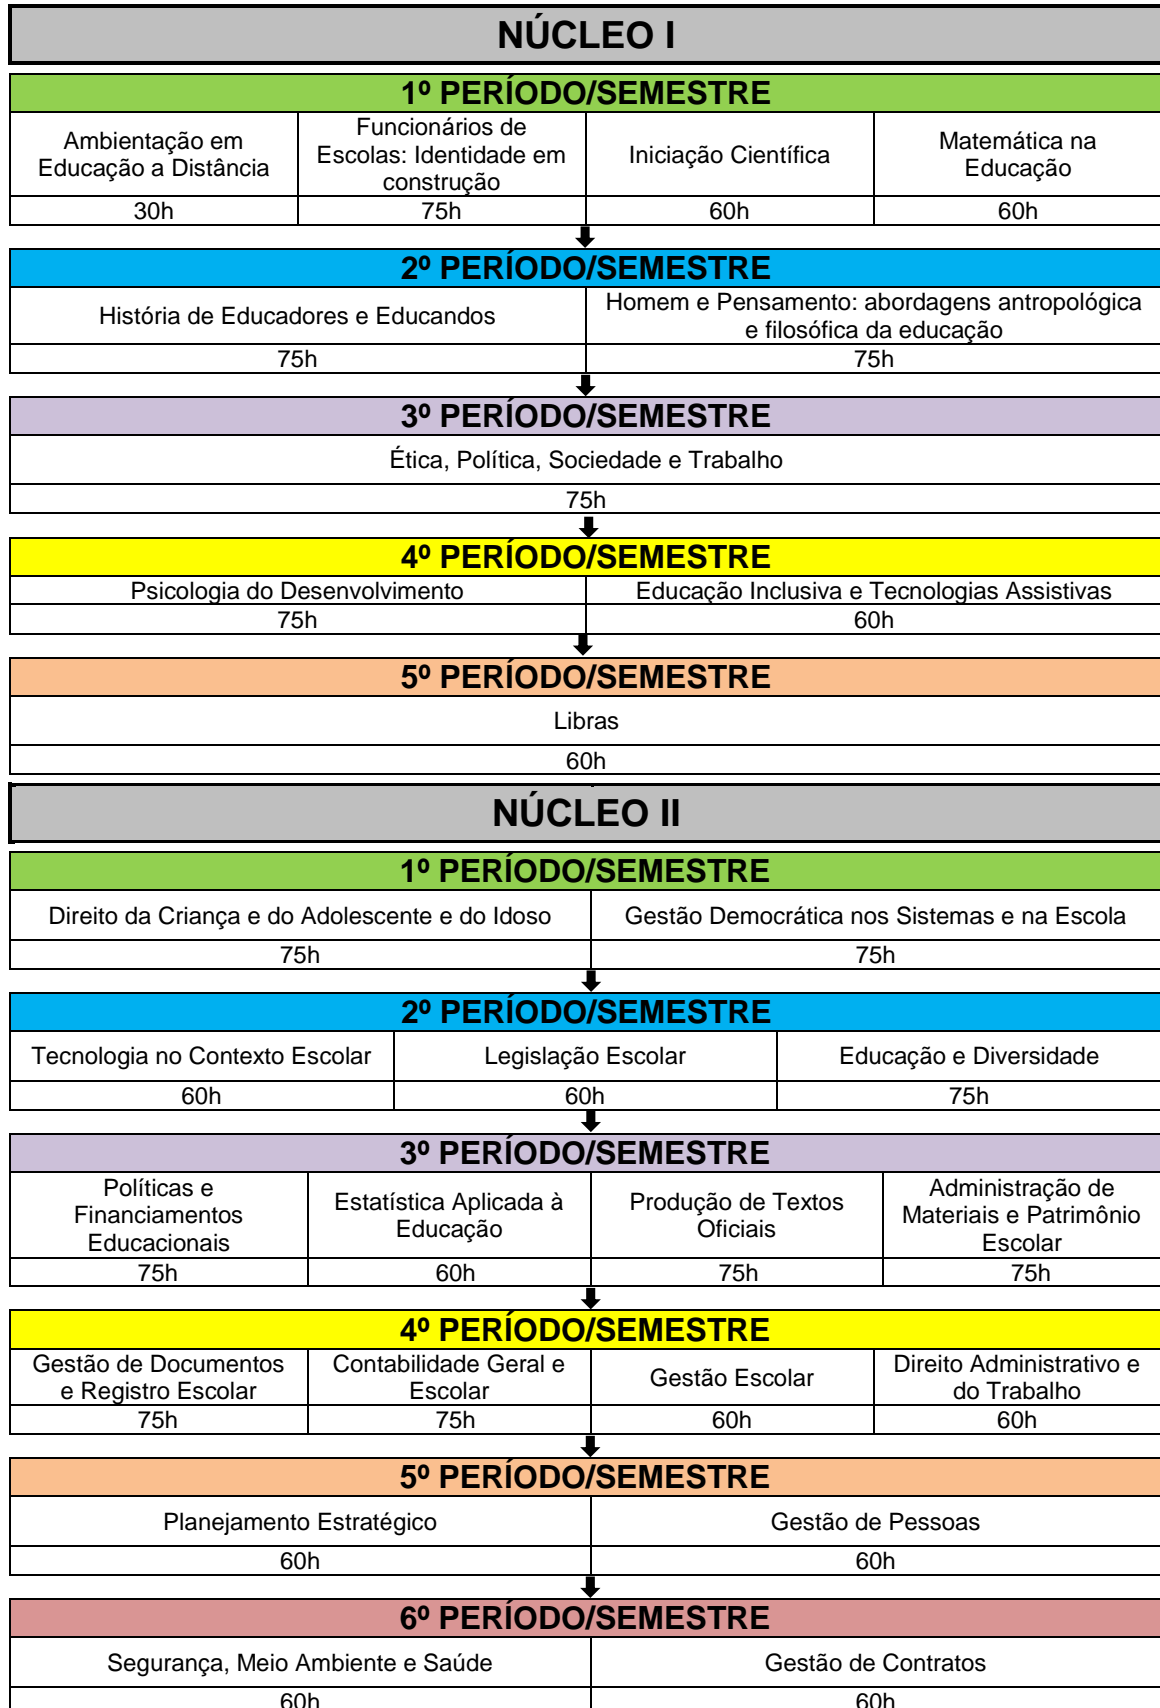 NÚCLEO I
1º PERÍODO/SEMESTRE
Ambientação em
Educação a Distância
Funcionários de
Escolas: Identidade em
construção
Iniciação Científica
Matemática na
Educação
30h
75h
60h
60h
2º PERÍODO/SEMESTRE
História de Educadores e Educandos
Homem e Pensamento: abordagens antropológica
e filosófica da educação
75h
75h
3º PERÍODO/SEMESTRE
Ética, Política, Sociedade e Trabalho
75h
4º PERÍODO/SEMESTRE
Psicologia do Desenvolvimento
Educação Inclusiva e Tecnologias Assistivas
75h
60h
5º PERÍODO/SEMESTRE
Libras
60h
NÚCLEO II
1º PERÍODO/SEMESTRE
Direito da Criança e do Adolescente e do Idoso
Gestão Democrática nos Sistemas e na Escola
75h
75h
2º PERÍODO/SEMESTRE
Tecnologia no Contexto Escolar
Legislação Escolar
Educação e Diversidade
60h
60h
75h
3º PERÍODO/SEMESTRE
Políticas e
Financiamentos
Educacionais
Estatística Aplicada à
Educação
Produção de Textos
Oficiais
Administração de
Materiais e Patrimônio
Escolar
75h
60h
75h
75h
4º PERÍODO/SEMESTRE
Gestão de Documentos
e Registro Escolar
Contabilidade Geral e
Escolar
Gestão Escolar
Direito Administrativo e
do Trabalho
75h
75h
60h
60h
5º PERÍODO/SEMESTRE
Planejamento Estratégico
Gestão de Pessoas
60h
60h
6º PERÍODO/SEMESTRE
Segurança, Meio Ambiente e Saúde
Gestão de Contratos
60h
60h